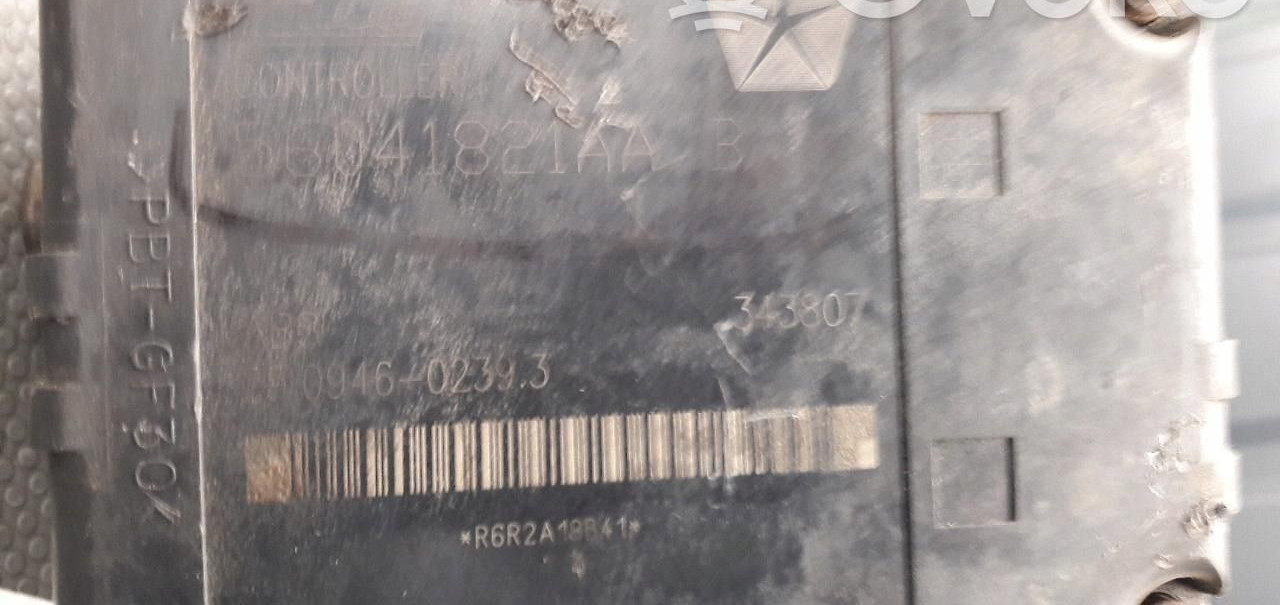 CONTROLLER
56041821AA B
343807
0946-0239.3
*R6R2A18B41*
>PBT-GF30<